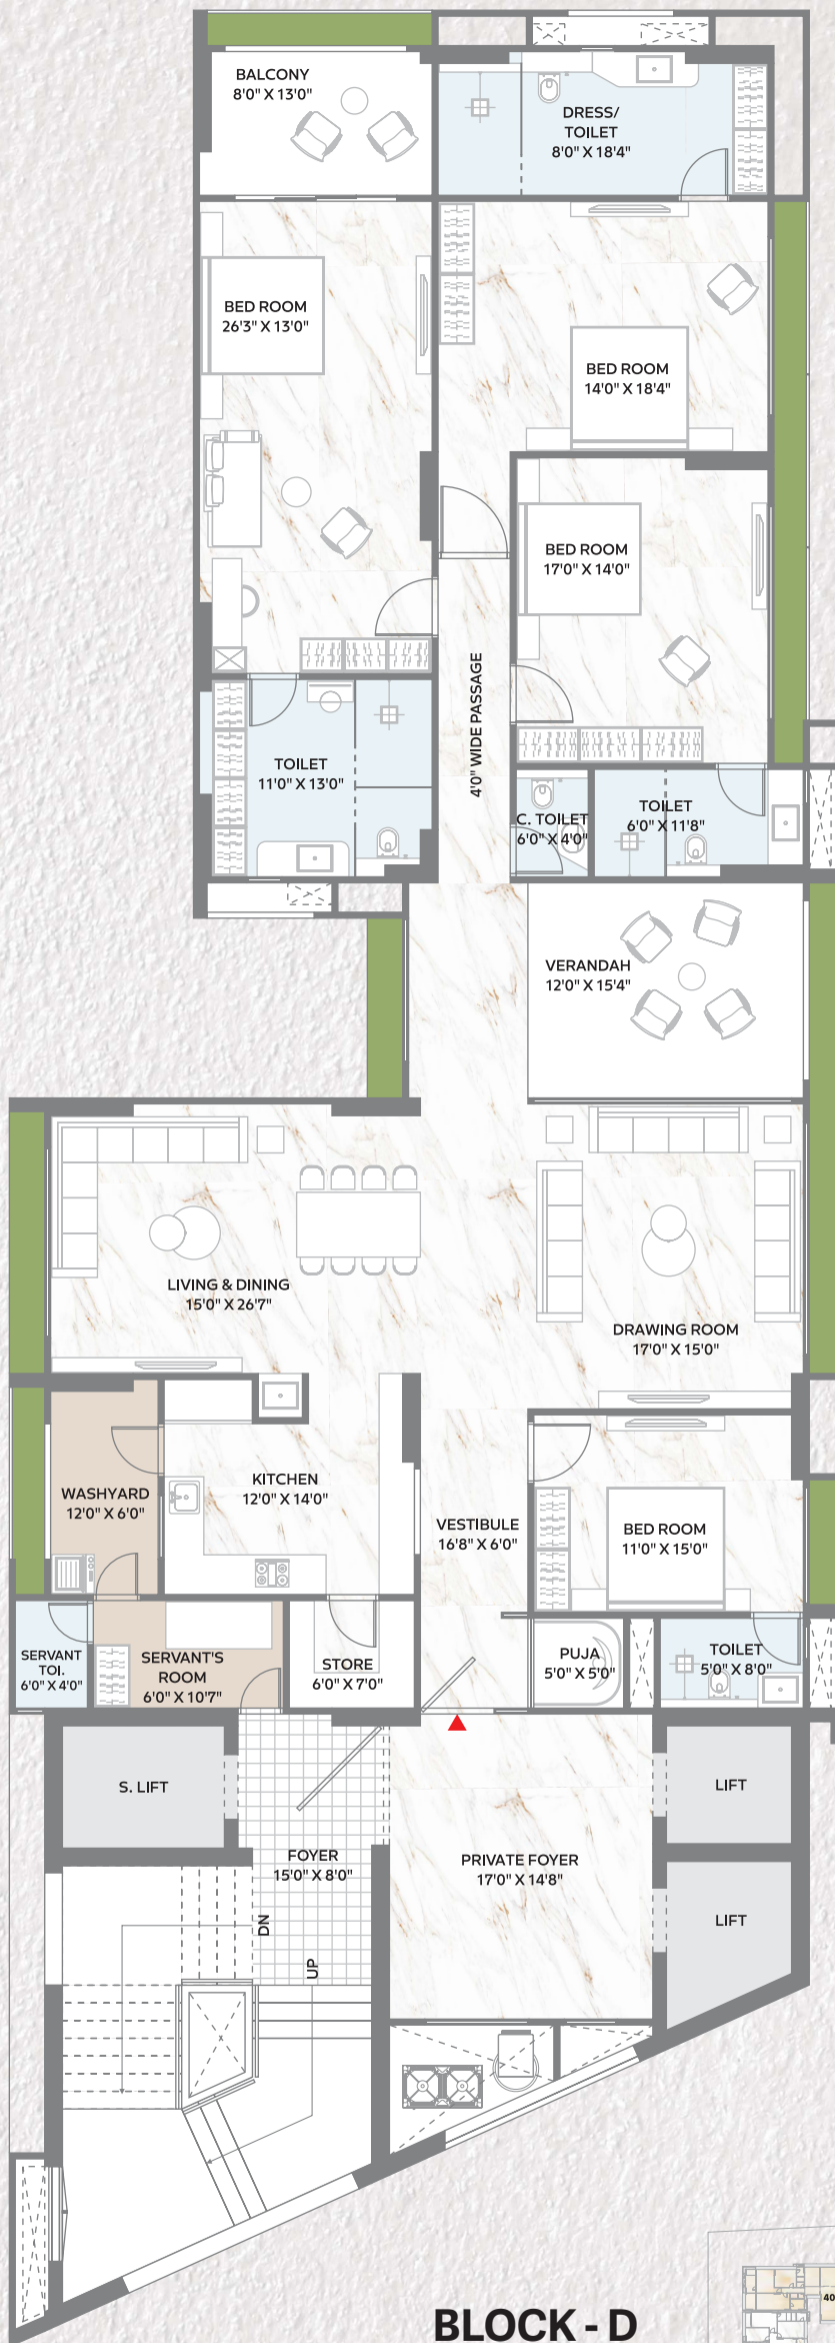 BALCONY
8'0" X 13'0"
DRESS/
TOILET
8'0" X 18'4"
BED ROOM
26'3" X 13'0"
BED ROOM
14'0" X 18'4"
BED ROOM
17'0" X 14'0"
4'0" WIDE PASSAGE
TOILET
11'0" X 13'0"
C. TOILET
6'0" X 4'0"
TOILET
6'0" X 11'8"
VERANDAH
12'0" X 15'4"
LIVING & DINING
15'0" X 26'7"
DRAWING ROOM
17'0" X 15'0"
WASHYARD
12'0" X 6'0"
KITCHEN
12'0" X 14'0"
VESTIBULE
16'8" X 6'0"
BED ROOM
11'0" X 15'0"
SERVANT
TOI.
6'0" X 4'0"
SERVANT'S
ROOM
6'0" X 10'7"
STORE
6'0" X 7'0"
PUJA
5'0" X 5'0"
TOILET
5'0" X 8'0"
S. LIFT
LIFT
FOYER
15'0" X 8'0"
PRIVATE FOYER
17'0" X 14'8"
LIFT
DN
UP
BLOCK - D
40